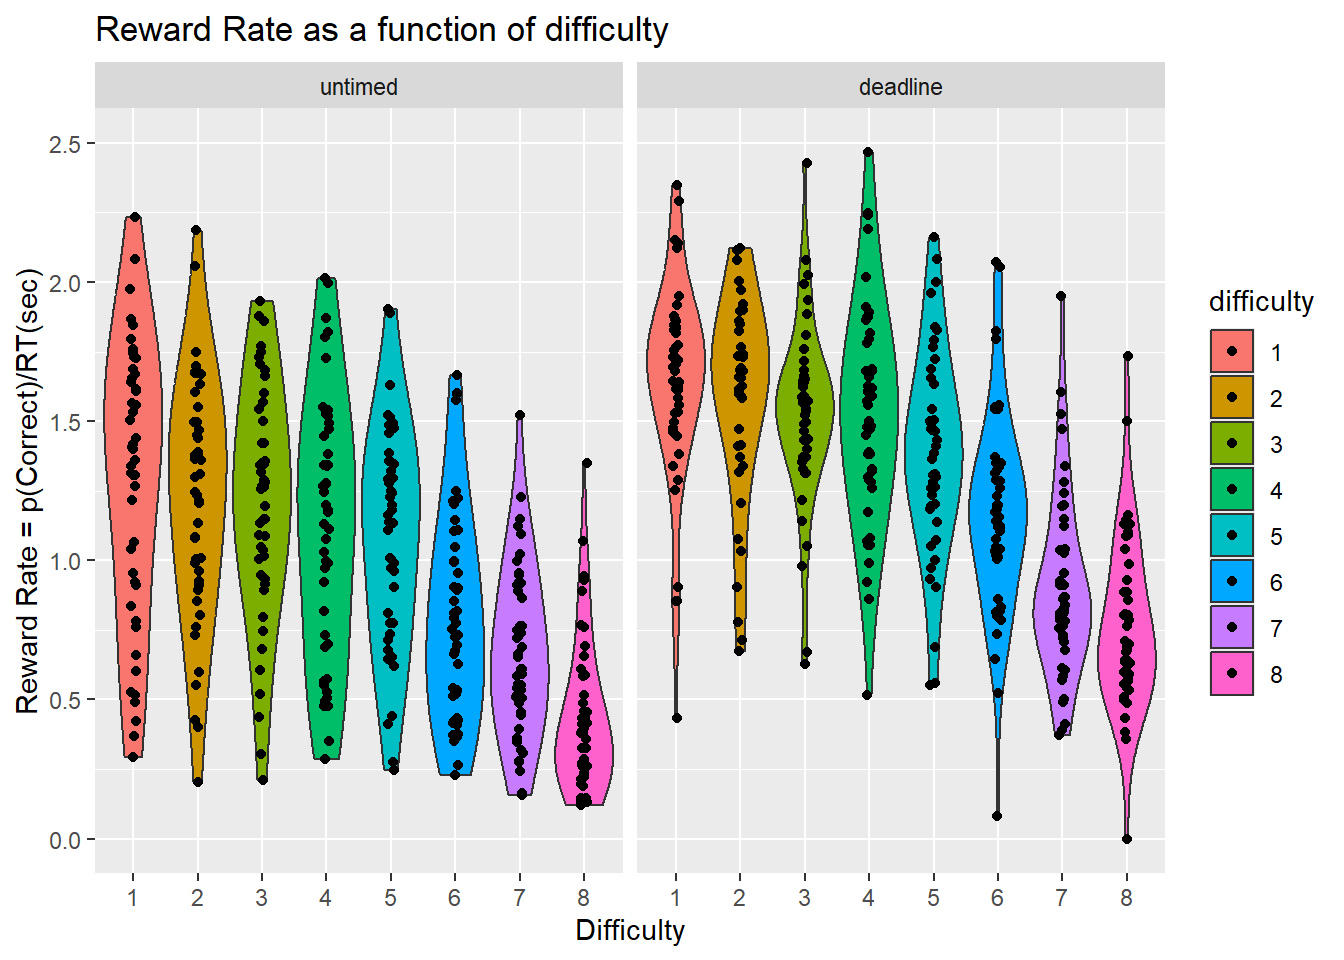 Reward Rate as a function of difficulty
untimed
deadline
Reward Rate = p(Correct)/RT(sec)
2.5
2.0
1.5
1.0
0.5
0.0
1 2 3 4 5 6 7 8
1 2 3 4 5 6 7 8
Difficulty
difficulty
1
2
3
4
5
6
7
8